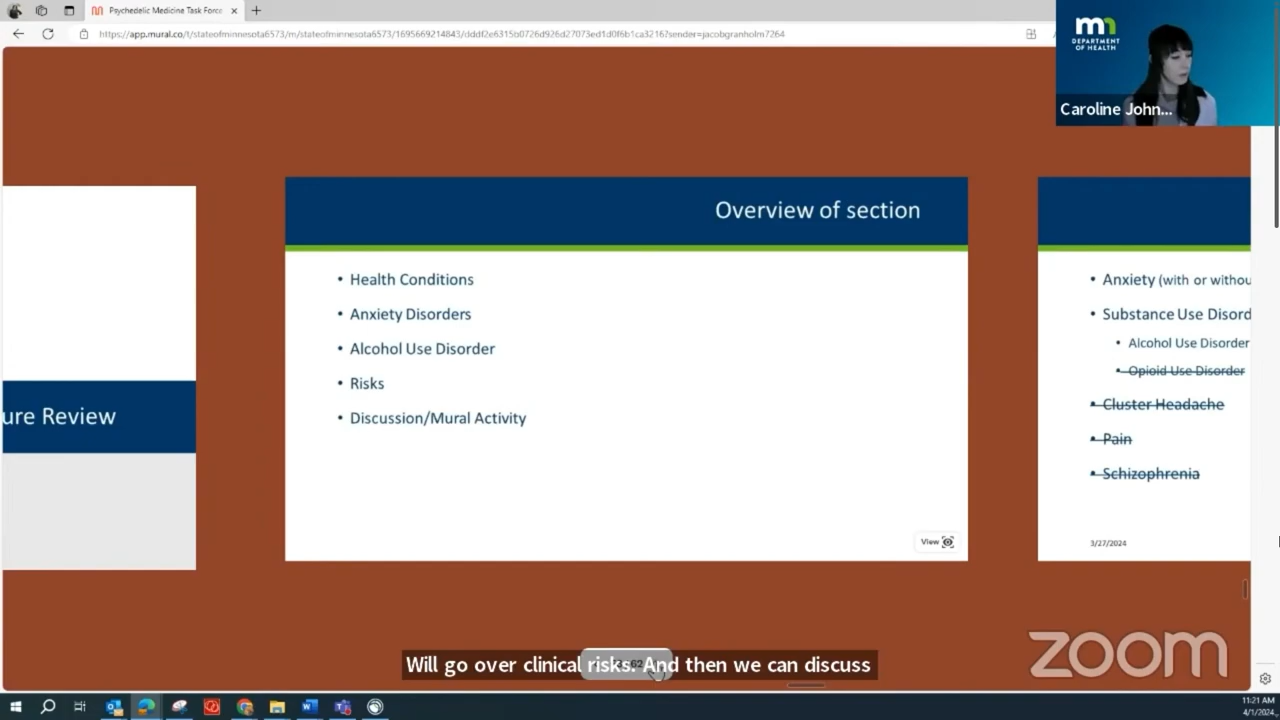 Psychedelic Medicine Task Force
https://app.mural.co/t/stateofminnesota6573/m/stateofminnesota6573/1695669214843/dddf2e6315b0726d926d27073ed1d0f6b1ca3216?sender=jacobgranholm7264
mn
DEPARTMENT
OF HEALTH
Caroline John...
ure Review
Overview of section
• Health Conditions
• Anxiety Disorders
• Alcohol Use Disorder
• Risks
• Discussion/Mural Activity
View
• Anxiety (with or withou
• Substance Use Disord
• Alcohol Use Disorder
• Opioid Use Disorder
• Cluster Headache
• Pain
• Schizophrenia
3/27/2024
Will go over clinical risks. And then we can discuss
zoom
11:21 AM
4/1/2024